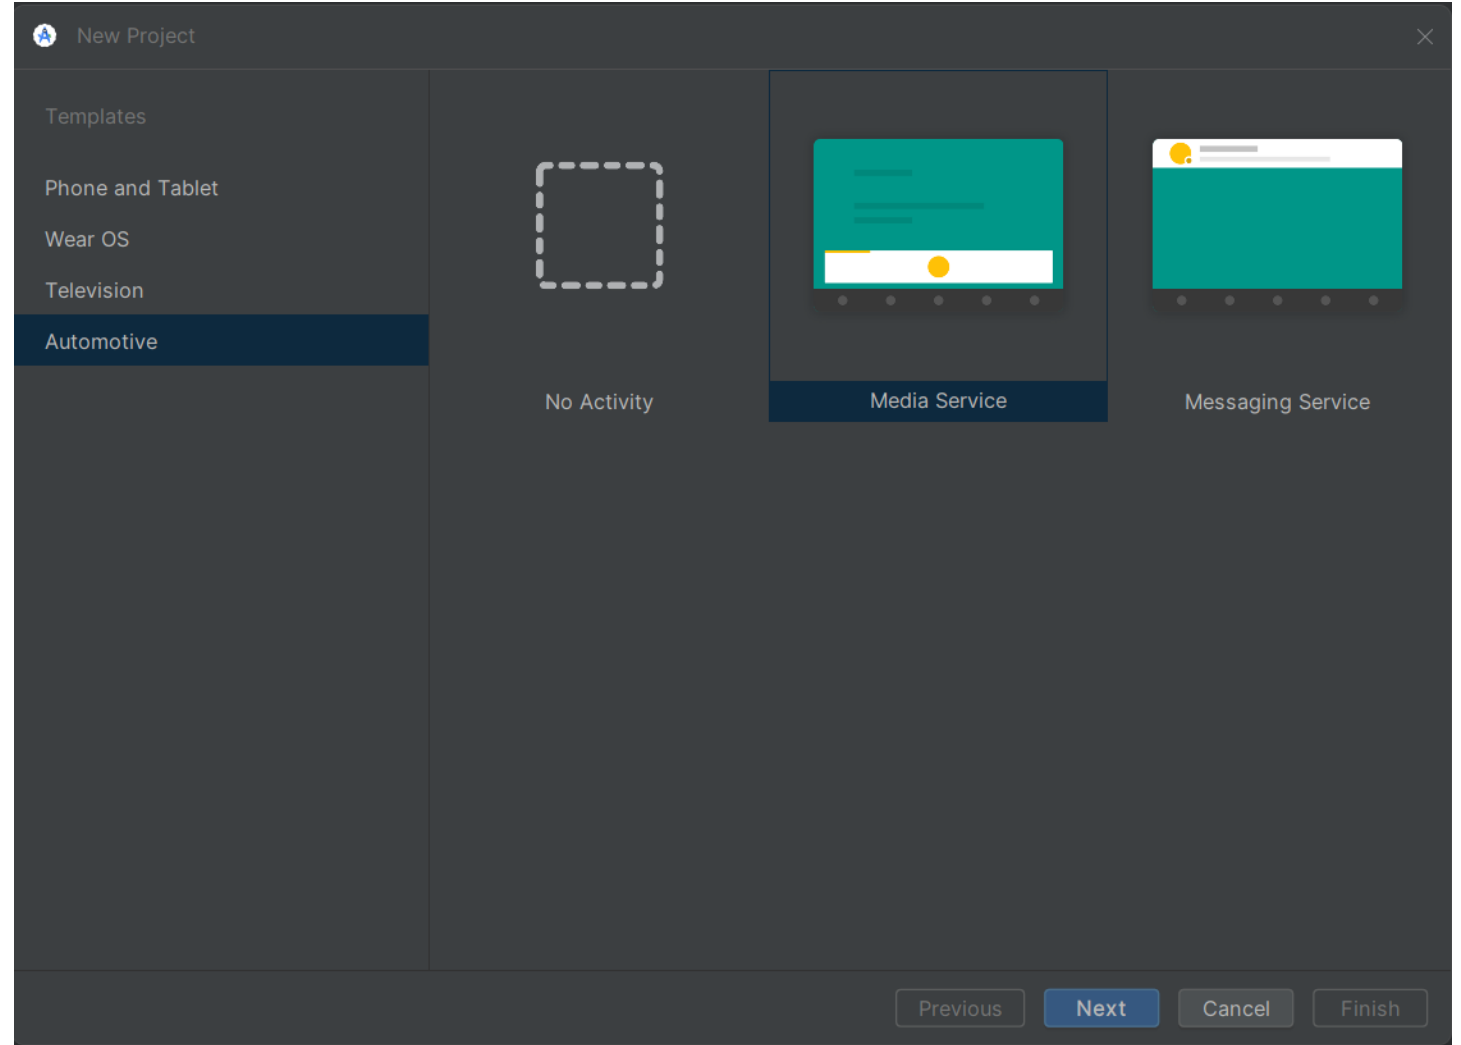 New Project
Templates
Phone and Tablet
Wear OS
Television
Automotive
No Activity
Media Service
Messaging Service
Previous
Next
Cancel
Finish